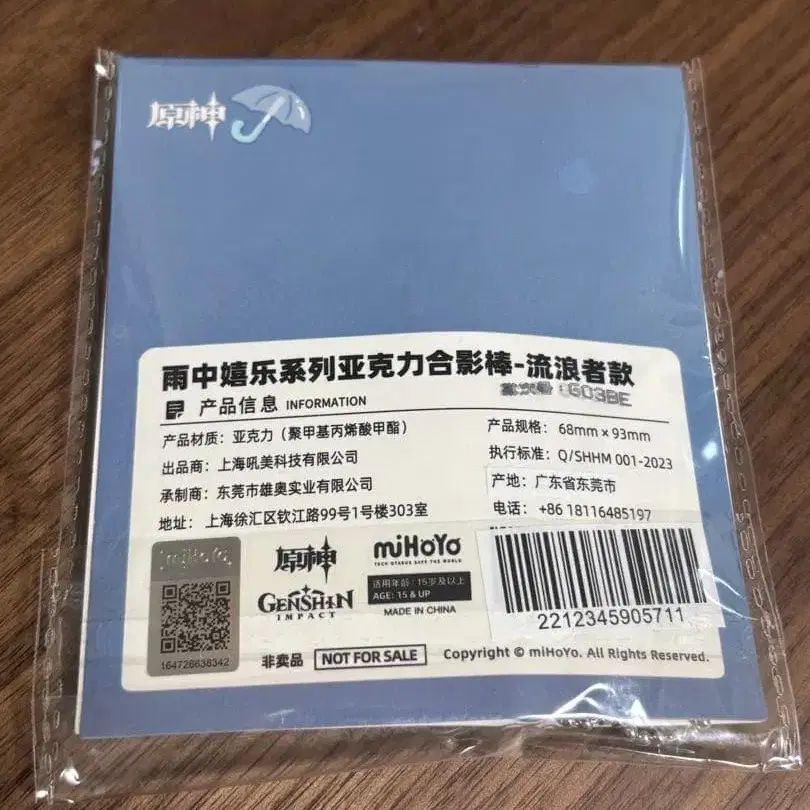 原神
雨中嬉乐系列亚克力合影棒-流浪者款
G03BE
产品信息 INFORMATION
产品材质：亚克力（聚甲基丙烯酸甲酯）
产品规格：68mm×93mm
出品商：上海吼美科技有限公司
执行标准：Q/SHHM 001-2023
承制商：东莞市雄奥实业有限公司
产地：广东省东莞市
地址：上海徐汇区钦江路99号1号楼303室
电话：+86 18116485197
miHoYo
原神
GENSHIN
IMPACT
miHoYo
TECH OTAKUS SAVE THE WORLD
适用年龄：15岁及以上
AGE: 15 & UP
MADE IN CHINA
2212345905711
164726636342
非卖品 NOT FOR SALE
Copyright © miHoYo. All Rights Reserved.